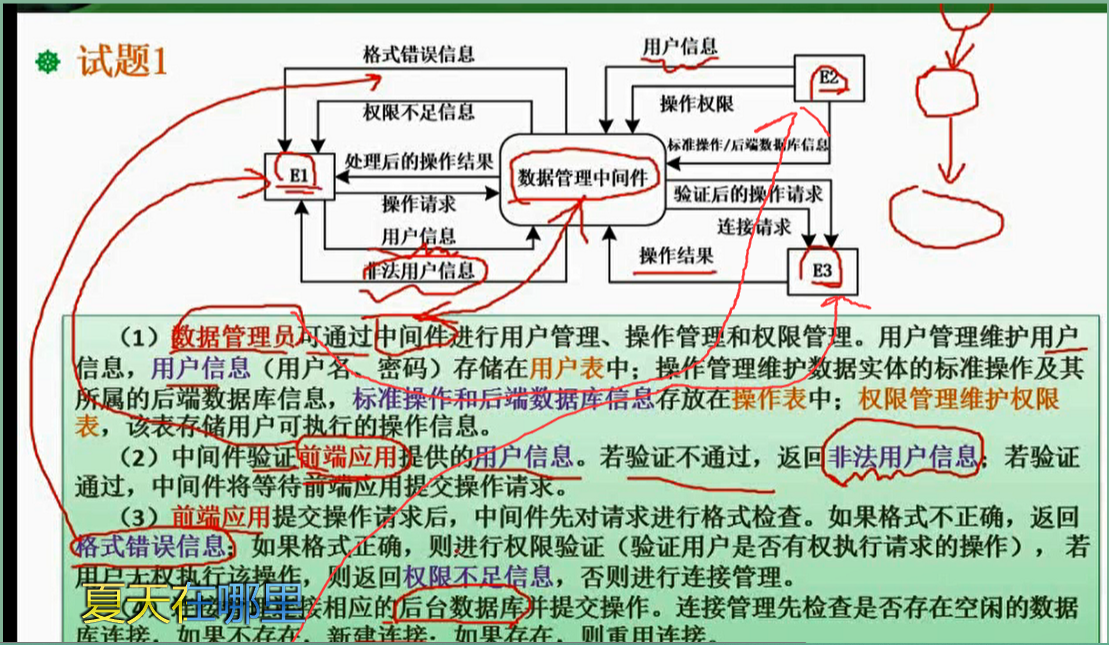 试题1
格式错误信息
用户信息
E2
权限不足信息
操作权限
标准操作/后端数据库信息
处理后的操作结果
E1
数据管理中间件
验证后的操作请求
操作请求
连接请求
用户信息
操作结果
非法用户信息
E3
(1)数据管理员可通过中间件进行用户管理、操作管理和权限管理。用户管理维护用户
信息,用户信息(用户名、密码)存储在用户表中;操作管理维护数据实体的标准操作及其
所属的后端数据库信息,标准操作和后端数据库信息存放在操作表中;权限管理维护权限
表,该表存储用户可执行的操作信息。
(2)中间件验证前端应用提供的用户信息。若验证不通过,返回非法用户信息;若验证
通过,中间件将等待前端应用提交操作请求。
(3)前端应用提交操作请求后,中间件先对请求进行格式检查。如果格式不正确,返回
格式错误信息;如果格式正确,则进行权限验证(验证用户是否有权执行请求的操作),若
用户无权执行该操作,则返回权限不足信息,否则进行连接管理。
夏天在哪里
相应的后台数据库并提交操作。连接管理先检查是否存在空闲的数据
库连接,如果不存在,新建连接;如果存在,则重用连接。